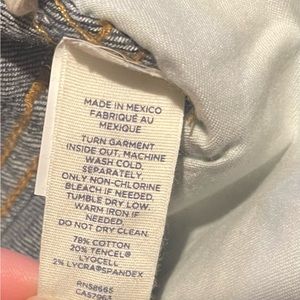 MADE IN MEXICO
FABRIQUÉ AU
MEXIQUE
TURN GARMENT
INSIDE OUT. MACHINE
WASH COLD
SEPARATELY,
ONLY NON-CHLORINE
BLEACH IF NEEDED.
TUMBLE DRY LOW.
WARM IRON IF
NEEDED.
DO NOT DRY CLEAN.
78% COTTON
20% TENCEL®
LYOCELL
2% LYCRA®SPANDEX
RN58665
CA57963